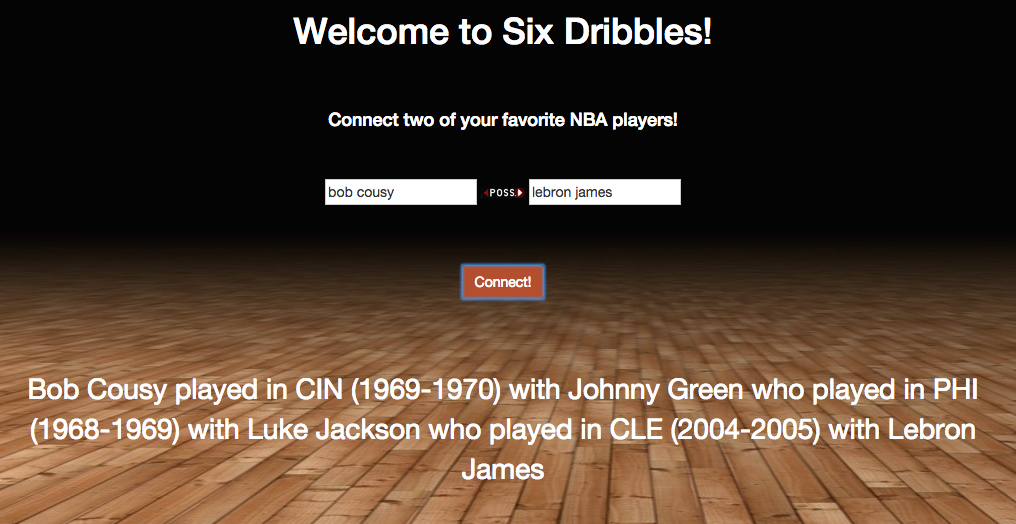 Welcome to Six Dribbles!
Connect two of your favorite NBA players!
bob cousy POSS. lebron james
Connect!
Bob Cousy played in CIN (1969-1970) with Johnny Green who played in PHI
(1968-1969) with Luke Jackson who played in CLE (2004-2005) with Lebron
James